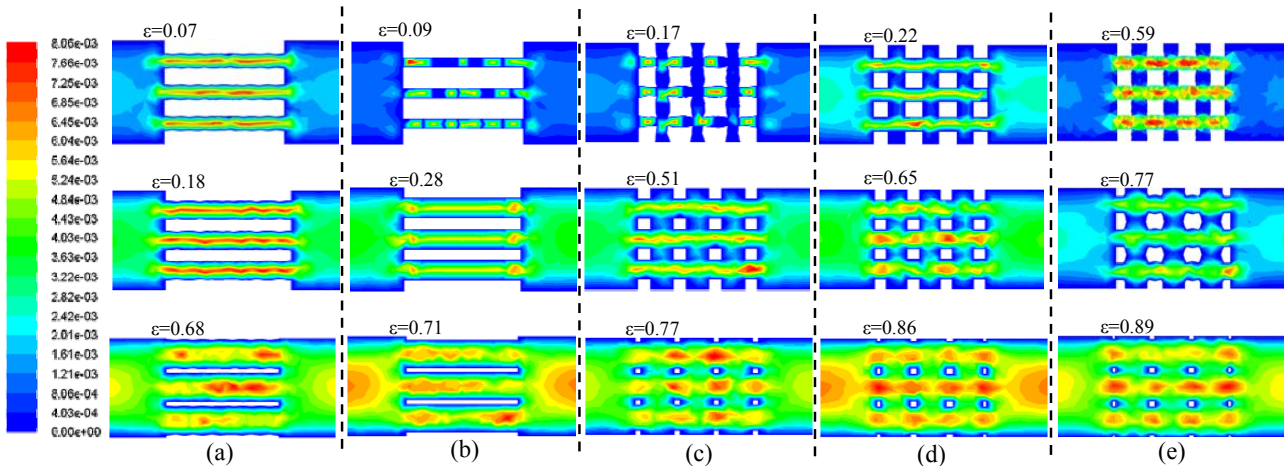 ε=0.07
ε=0.09
ε=0.17
ε=0.22
ε=0.59
8.06e-03
7.66e-03
7.25e-03
6.85e-03
6.45e-03
6.04e-03
5.64e-03
5.24e-03
4.84e-03
4.43e-03
4.03e-03
3.63e-03
3.22e-03
2.82e-03
2.42e-03
2.01e-03
1.61e-03
1.21e-03
8.06e-04
4.03e-04
0.00e+00
ε=0.18
ε=0.28
ε=0.51
ε=0.65
ε=0.77
ε=0.68
ε=0.71
ε=0.77
ε=0.86
ε=0.89
(a)
(b)
(c)
(d)
(e)